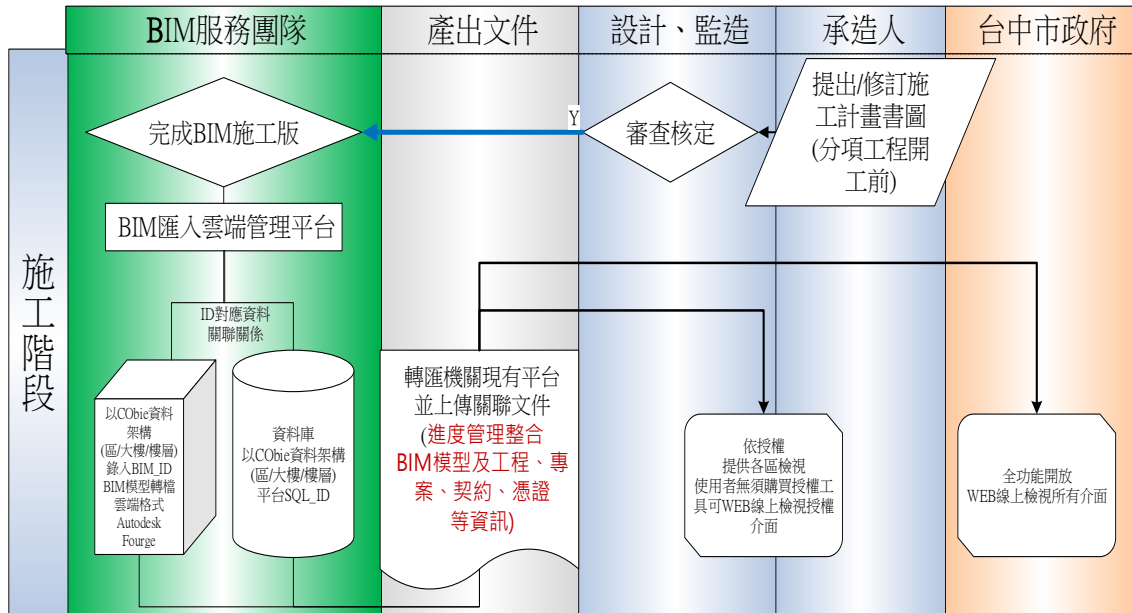 BIM服務團隊
產出文件
設計、監造
承造人
台中市政府
施工階段
完成BIM施工版
Y
審查核定
提出/修訂施
工計畫書圖
(分項工程開
工前)
BIM匯入雲端管理平台
ID對應資料
關聯關係
以CObie資料
架構
(區/大樓/樓層)
錄入BIM_ID
BIM模型轉檔
雲端格式
Autodesk
Fourge
資料庫
以CObie資料架構
(區/大樓/樓層)
平台SQL_ID
轉匯機關現有平台
並上傳關聯文件
(進度管理整合
BIM模型及工程、專
案、契約、憑證
等資訊)
依授權
提供各區檢視
使用者無須購買授權工
具可WEB線上檢視授權
介面
全功能開放
WEB線上檢視所有介面